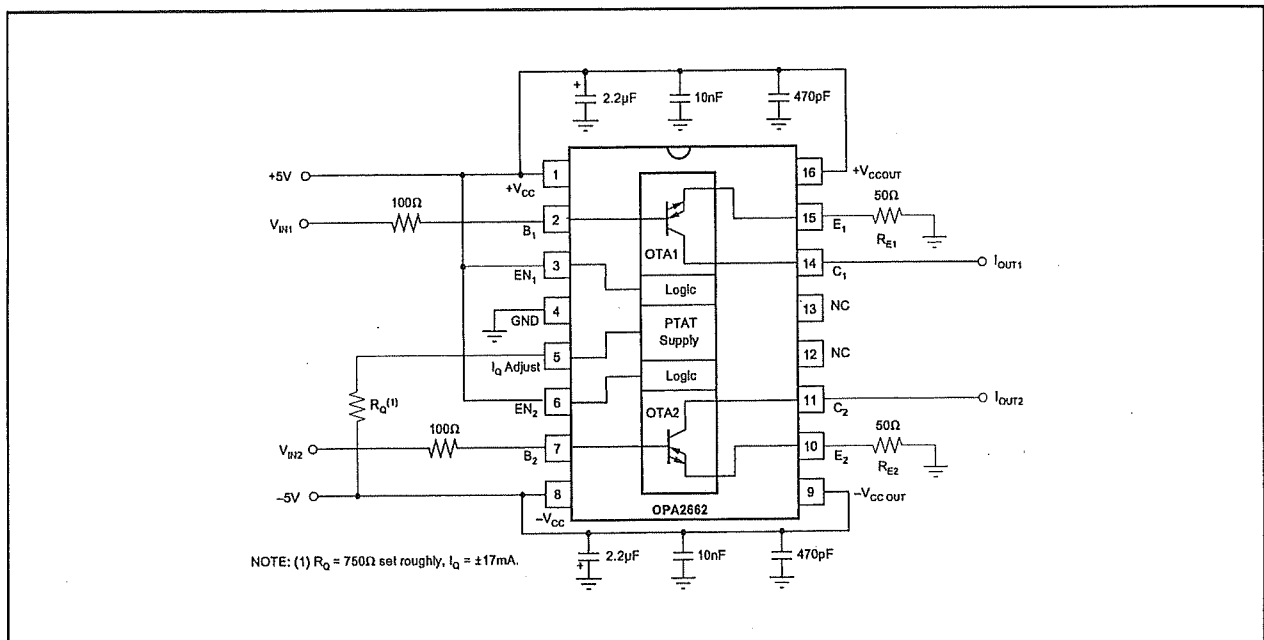 2.2µF
10nF
470pF
+5V
1
+VCC
16
+VCCOUT
100Ω
VIN1
2
B1
15
E1
50Ω
RE1
OTA1
3
EN1
14
C1
IOUT1
Logic
4
GND
13
NC
PTAT
Supply
5
IQ Adjust
12
NC
Logic
RQ(1)
6
EN2
11
C2
IOUT2
OTA2
100Ω
VIN2
7
B2
10
E2
50Ω
RE2
-5V
8
-VCC
9
-VCC OUT
OPA2662
2.2µF
10nF
470pF
NOTE: (1) RQ = 750Ω set roughly, IQ = ±17mA.